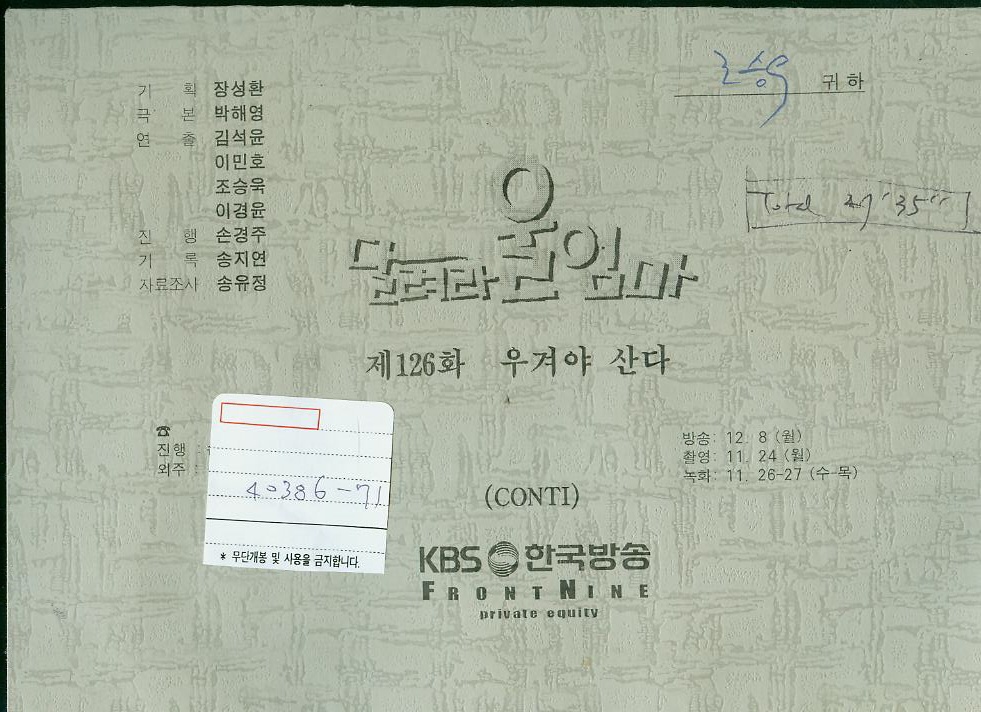 기 획 장성환
극 본 박해영
연 출 김석윤
이민호
조승욱
이경윤
진 행 손경주
기 록 송지연
자료조사 송유정
귀 하
Total 27'35"
달려라 울엄마
제126화 우겨야 산다
☎
진행 :
외주 :
40386-71
* 무단개봉 및 사용을 금지합니다.
방송: 12. 8 (월)
촬영: 11. 24 (월)
녹화: 11. 26-27 (수-목)
(CONTI)
KBS 한국방송
FRONT NINE
private equity